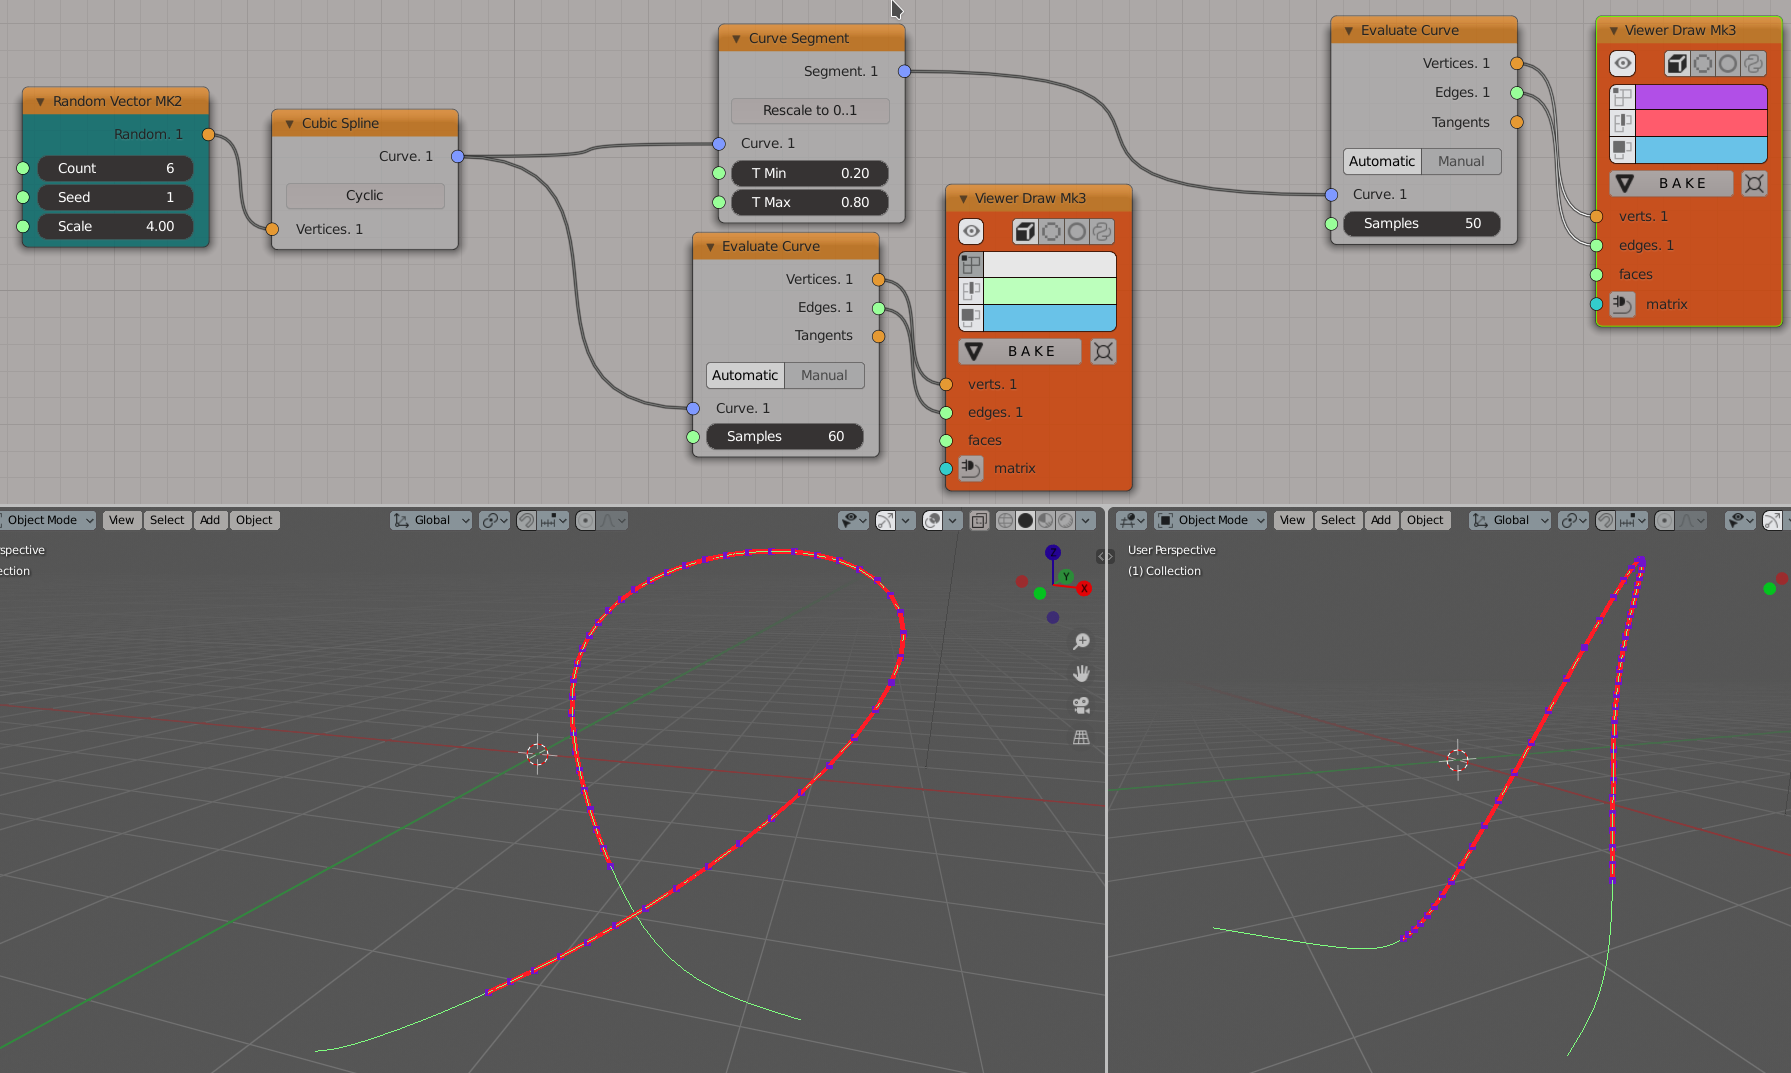 Random Vector MK2
Random. 1
Count 6
Seed 1
Scale 4.00
Cubic Spline
Curve. 1
Cyclic
Vertices. 1
Curve Segment
Segment. 1
Rescale to 0..1
Curve. 1
T Min 0.20
T Max 0.80
Evaluate Curve
Vertices. 1
Edges. 1
Tangents
Automatic Manual
Curve. 1
Samples 60
Viewer Draw Mk3
BAKE
verts. 1
edges. 1
faces
matrix
Evaluate Curve
Vertices. 1
Edges. 1
Tangents
Automatic Manual
Curve. 1
Samples 50
Viewer Draw Mk3
BAKE
verts. 1
edges. 1
faces
matrix
Object Mode View Select Add Object Global
spective
ection
Z
Y
X
Object Mode View Select Add Object Global
User Perspective
(1) Collection